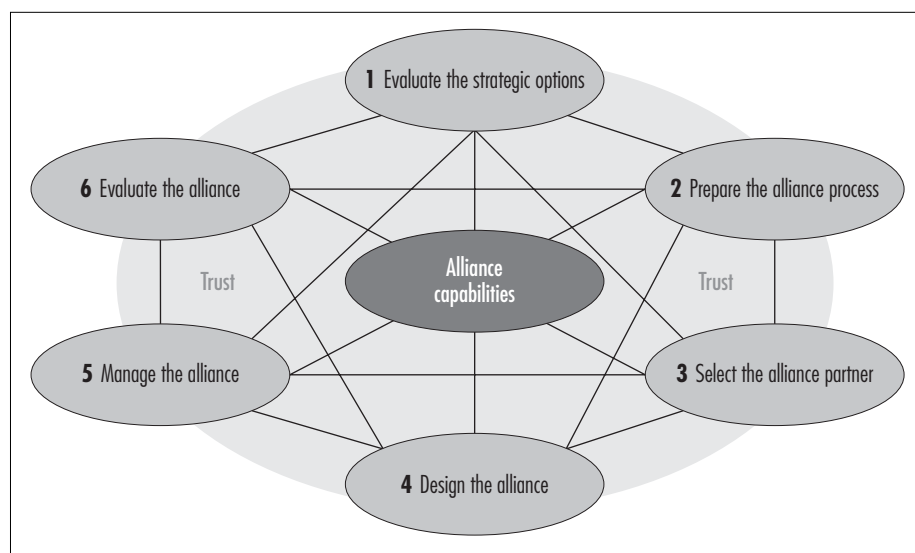 1 Evaluate the strategic options
6 Evaluate the alliance
2 Prepare the alliance process
Alliance
capabilities
Trust
Trust
5 Manage the alliance
3 Select the alliance partner
4 Design the alliance